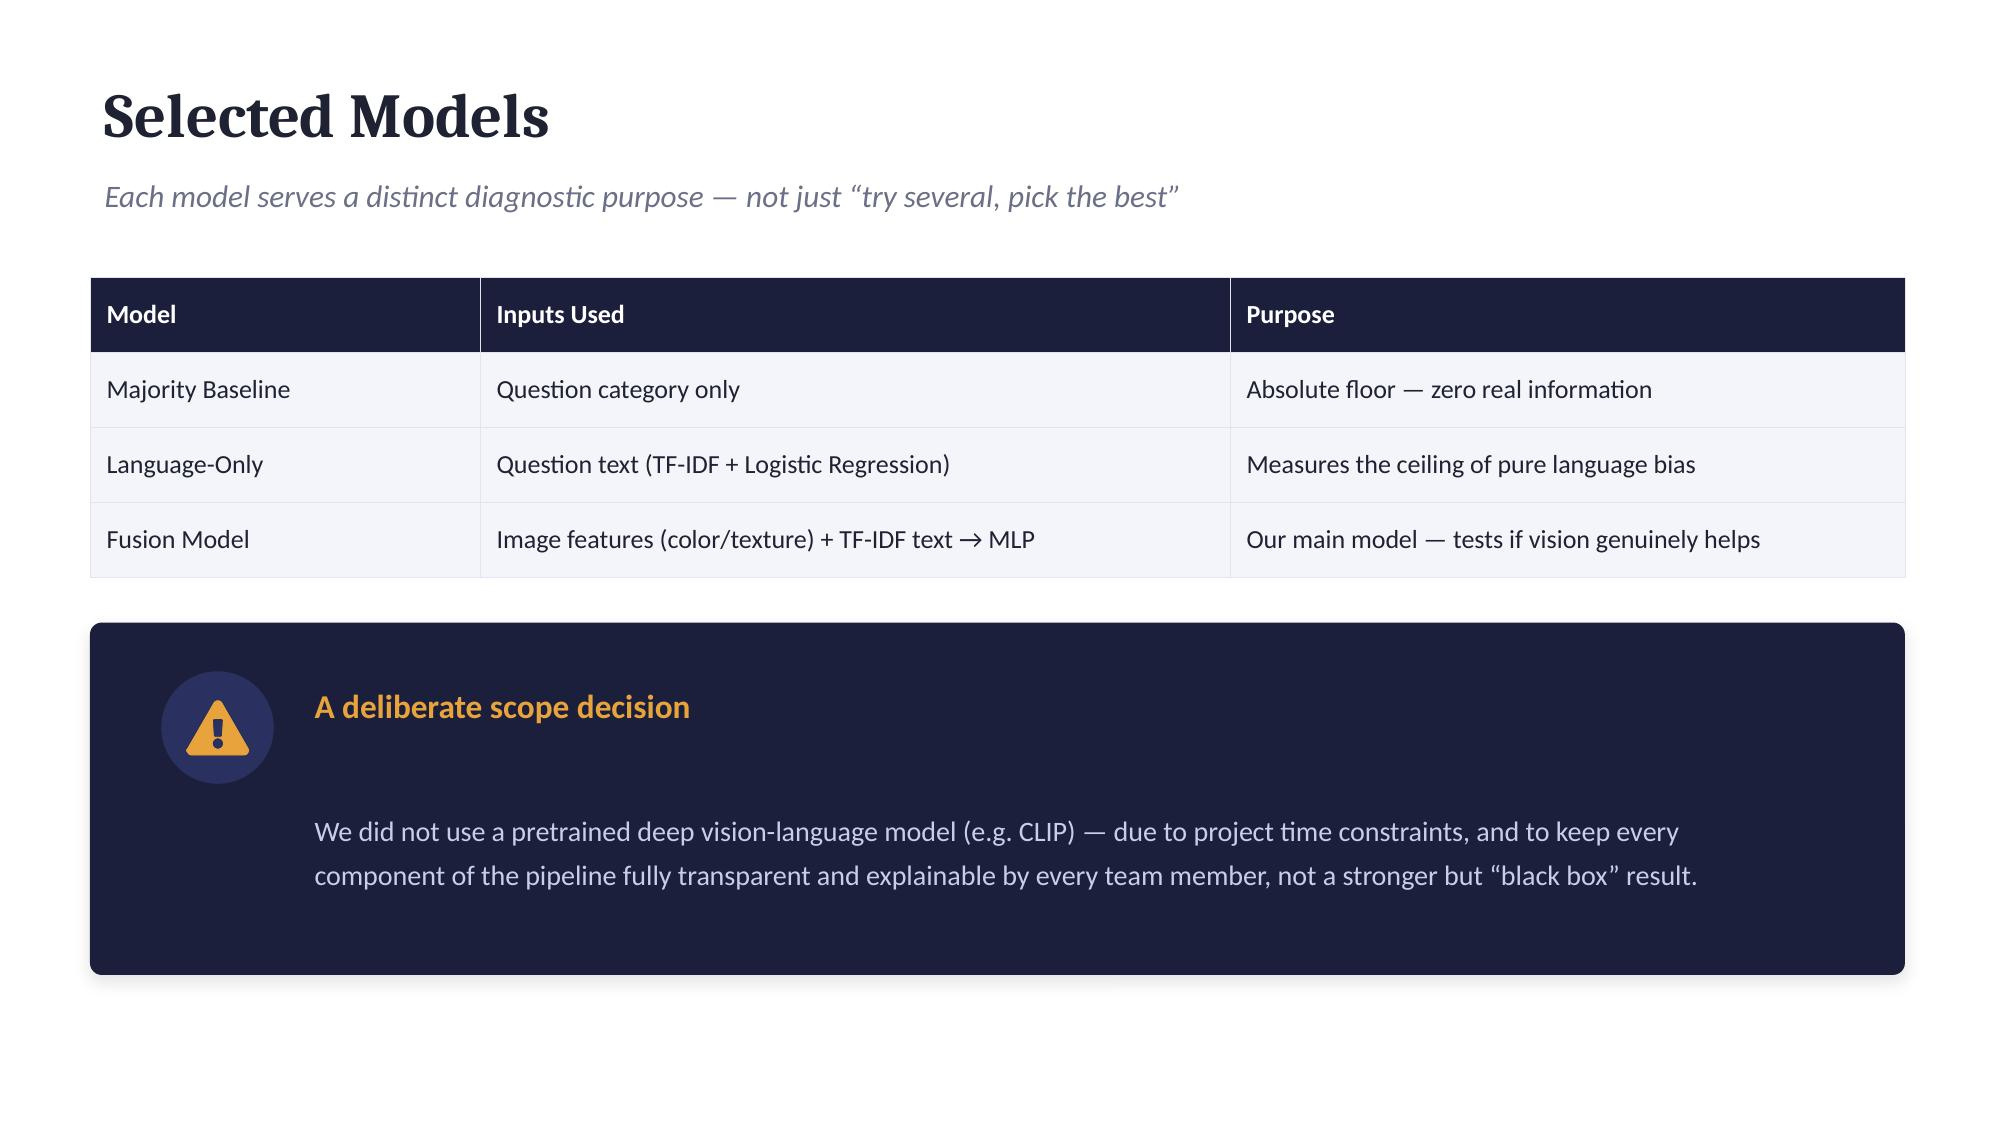 Selected Models
Each model serves a distinct diagnostic purpose — not just “try several, pick the best”
Model Inputs Used Purpose
Majority Baseline Question category only Absolute floor — zero real information
Language-Only Question text (TF-IDF + Logistic Regression) Measures the ceiling of pure language bias
Fusion Model Image features (color/texture) + TF-IDF text → MLP Our main model — tests if vision genuinely helps
A deliberate scope decision
We did not use a pretrained deep vision-language model (e.g. CLIP) — due to project time constraints, and to keep every
component of the pipeline fully transparent and explainable by every team member, not a stronger but “black box” result.